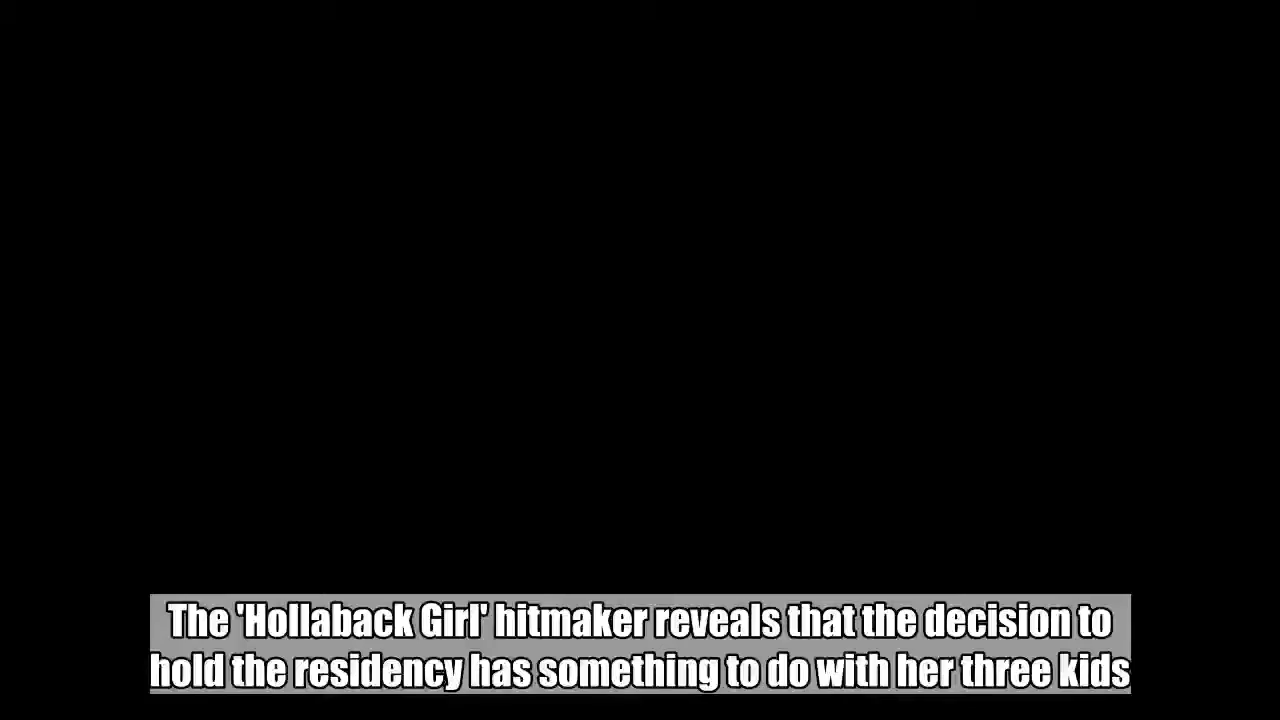 The 'Hollaback Girl' hitmaker reveals that the decision to
hold the residency has something to do with her three kids